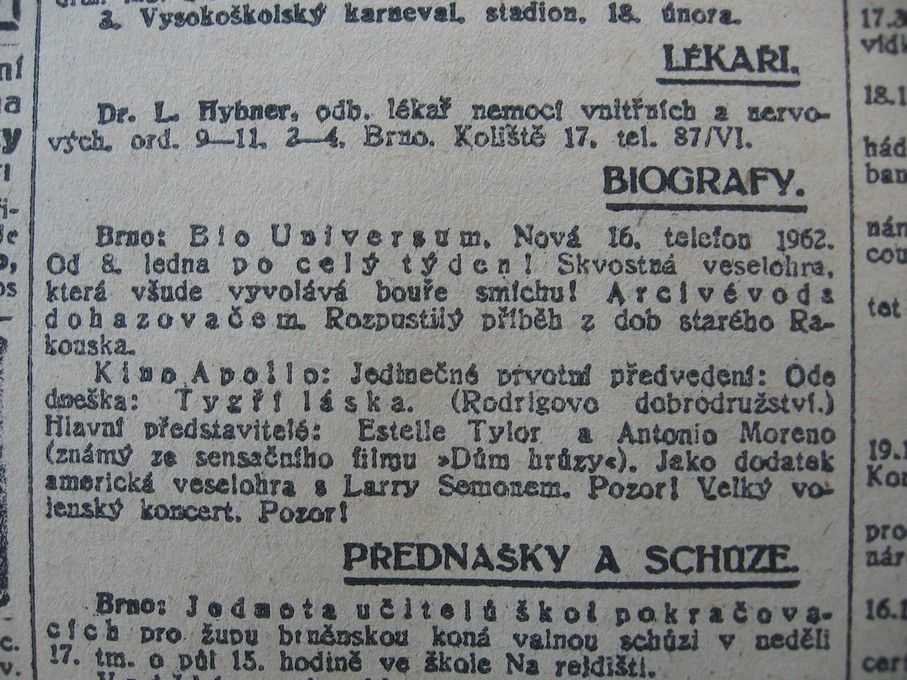 3. Vysokoškolský karneval, stadion, 18. února.
LÉKAŘI.
Dr. L. Hybner, odb. lékař nemocí vnitřních a nervo-
vých, ord. 9—11, 2—4, Brno, Koliště 17, tel. 87/VI.
BIOGRAFY.
Brno: Bio Universum, Nová 16, telefon 1962.
Od 8. ledna po celý týden! Skvostná veselohra,
která všude vyvolává bouře smíchu! Arcivévoda
dohazovačem. Rozpustilý příběh z dob starého Ra-
kouska.
Kino Apollo: Jedinečné prvotní předvedení: Ode
dneška: Tygří láska. (Rodrigovo dobrodružství.)
Hlavní představitelé: Estelle Tylor a Antonio Moreno
(známý ze sensačního filmu »Dům hrůzy«). Jako dodatek
americká veselohra s Larry Semonem. Pozor! Velký vo-
jenský koncert. Pozor!
PŘEDNÁŠKY A SCHŮZE.
Brno: Jednota učitelů škol pokračova-
cích pro župu brněnskou koná valnou schůzi v neděli
17. tm. o půl 15. hodině ve škole Na rejdišti.